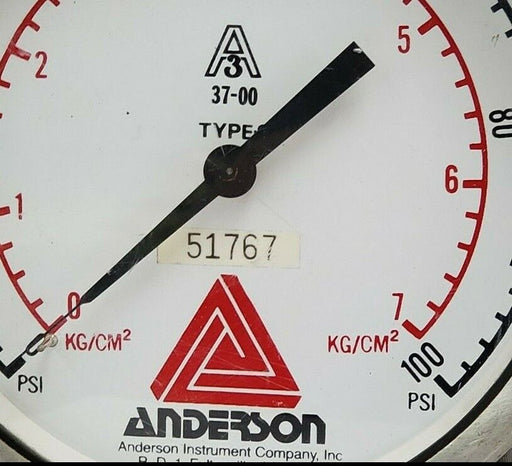 A
3
37-00
TYPE
5
2
80
1
6
51767
0
7
KG/CM²
KG/CM²
100
PSI
PSI
ANDERSON
Anderson Instrument Company, Inc